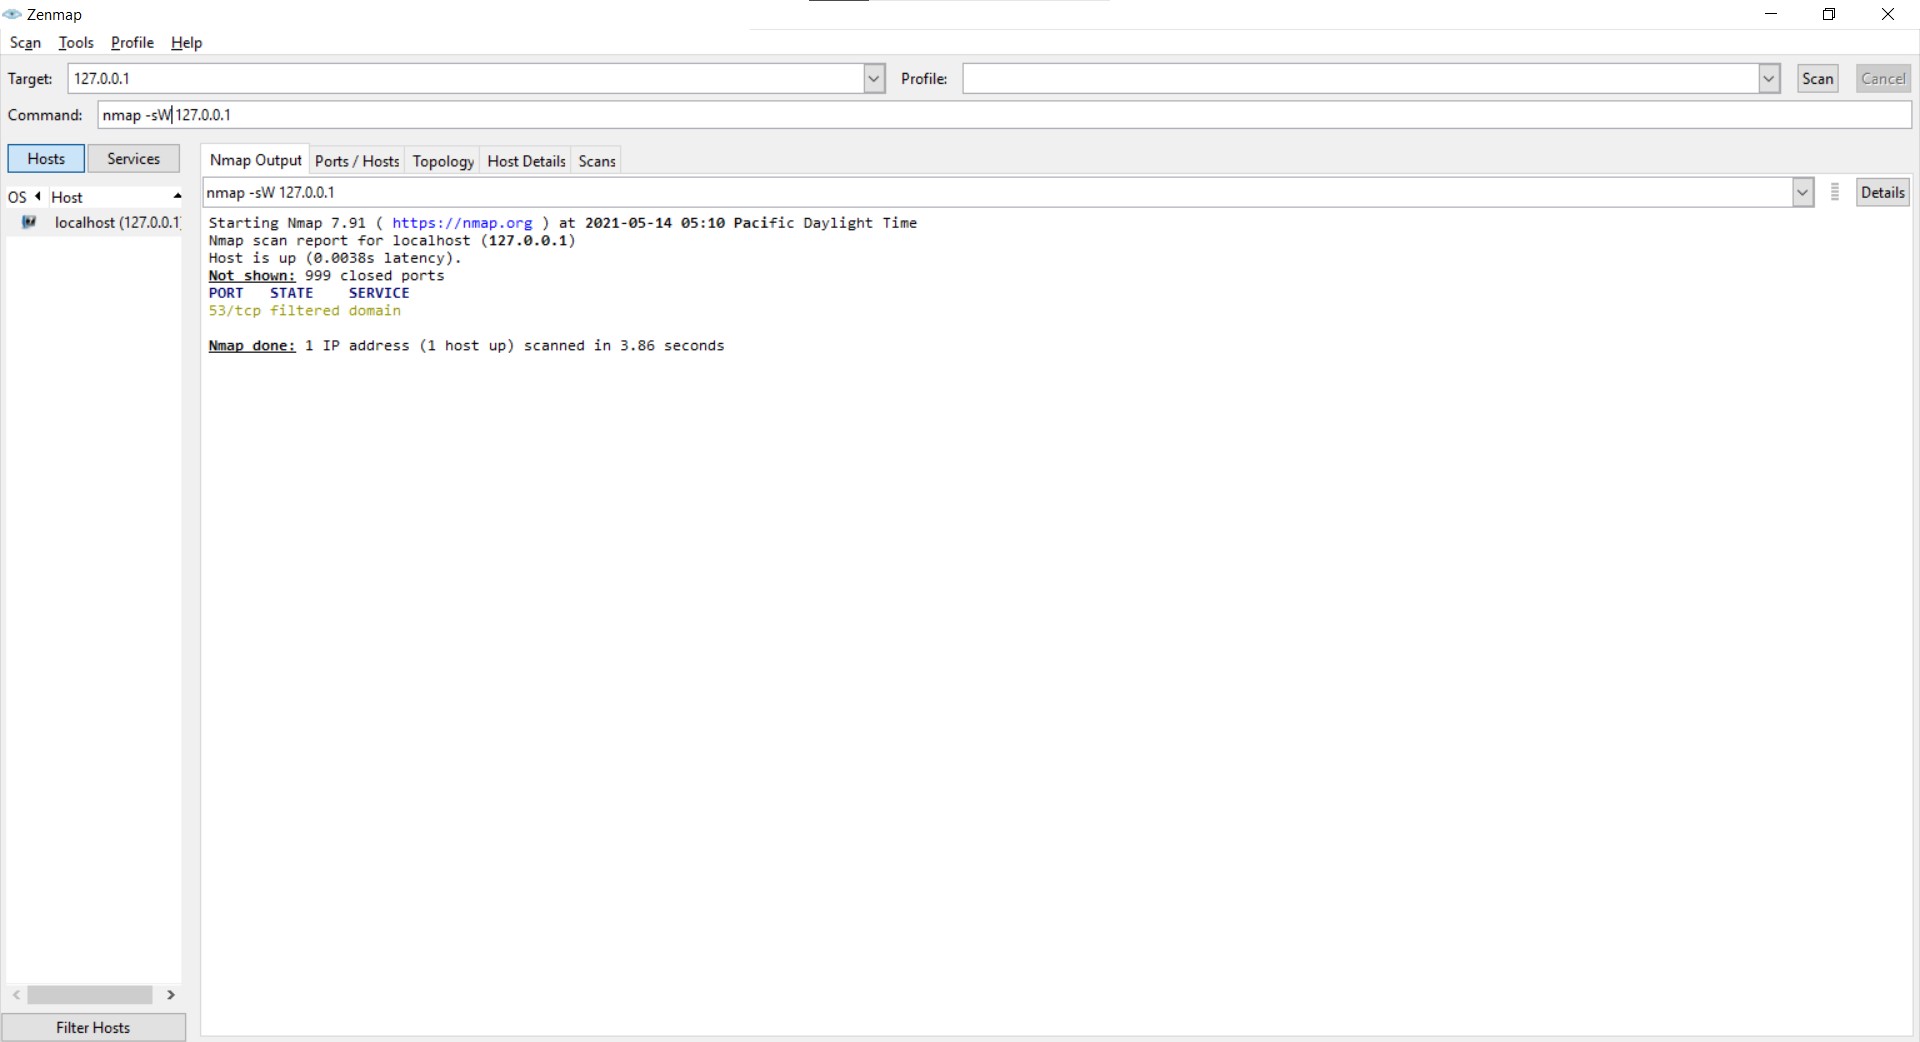 Zenmap
Scan Tools Profile Help
Target: 127.0.0.1 Profile: Scan Cancel
Command: nmap -sW 127.0.0.1
Hosts Services
Nmap Output Ports / Hosts Topology Host Details Scans
nmap -sW 127.0.0.1 Details
OS Host
localhost (127.0.0.1)
Starting Nmap 7.91 ( https://nmap.org ) at 2021-05-14 05:10 Pacific Daylight Time
Nmap scan report for localhost (127.0.0.1)
Host is up (0.0038s latency).
Not shown: 999 closed ports
PORT STATE SERVICE
53/tcp filtered domain
Nmap done: 1 IP address (1 host up) scanned in 3.86 seconds
Filter Hosts